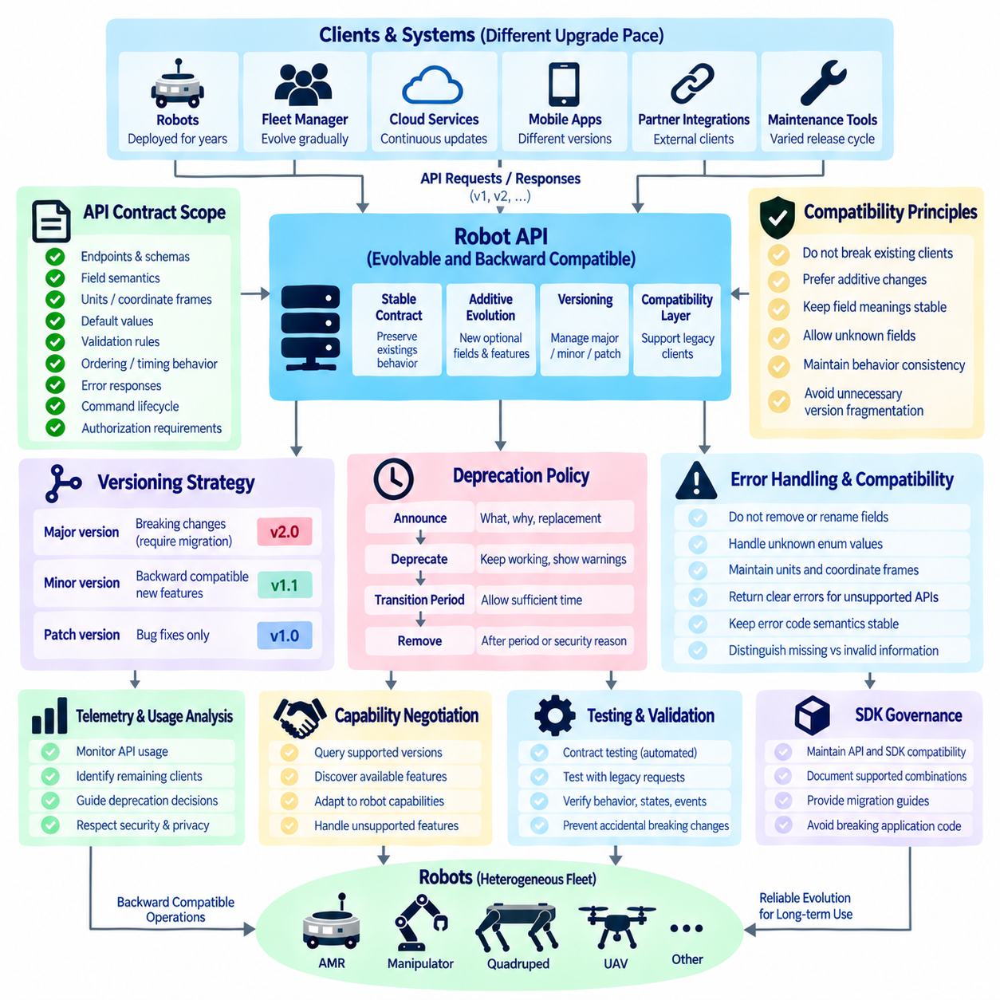 Clients & Systems (Different Upgrade Pace)
Robots
Deployed for years
Fleet Manager
Evolve gradually
Cloud Services
Continuous updates
Mobile Apps
Different versions
Partner Integrations
External clients
Maintenance Tools
Varied release cycle
API Requests / Responses
(v1, v2, ...)
API Contract Scope
Endpoints & schemas
Field semantics
Units / coordinate frames
Default values
Validation rules
Ordering / timing behavior
Error responses
Command lifecycle
Authorization requirements
Robot API
(Evolvable and Backward Compatible)
Stable
Contract
Preserve
existings
behavior
Additive
Evolution
New optional
fields & features
Versioning
Manage major
/ minor / patch
Compatibility
Layer
Support legacy
clients
Compatibility Principles
Do not break existing clients
Prefer additive changes
Keep field meanings stable
Allow unknown fields
Maintain behavior consistency
Avoid unnecessary
version fragmentation
Versioning Strategy
Major version
Breaking changes
(require migration)
v2.0
Minor version
Backward compatible
new features
v1.1
Patch version
Bug fixes only
v1.0
Deprecation Policy
Announce
What, why, replacement
Deprecate
Keep working, show warnings
Transition Period
Allow sufficient time
Remove
After period or security reason
Error Handling & Compatibility
Do not remove or rename fields
Handle unknown enum values
Maintain units and coordinate frames
Return clear errors for unsupported APIs
Keep error code semantics stable
Distinguish missing vs invalid information
Telemetry & Usage Analysis
Monitor API usage
Identify remaining clients
Guide deprecation decisions
Respect security & privacy
Capability Negotiation
Query supported versions
Discover available features
Adapt to robot capabilities
Handle unsupported features
Testing & Validation
Contract testing (automated)
Test with legacy requests
Verify behavior, states, events
Prevent accidental breaking changes
SDK Governance
Maintain API and SDK compatibility
Document supported combinations
Provide migration guides
Avoid breaking application code
Backward Compatible
Operations
Robots (Heterogeneous Fleet)
AMR
Manipulator
Quadruped
UAV
Other
Reliable Evolution
for Long-term Use